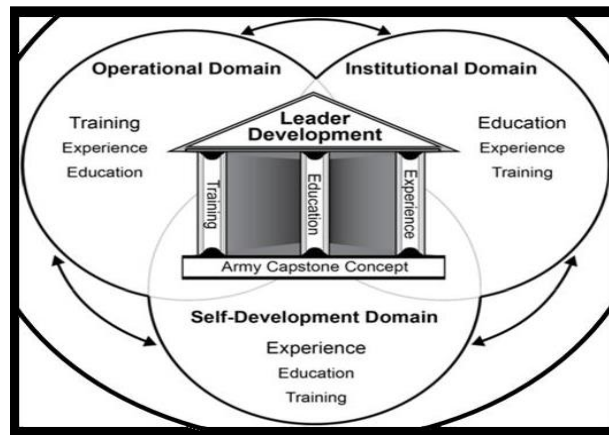 Operational Domain
Institutional Domain
Training
Experience
Education
Leader
Development
Education
Experience
Training
Training
Education
Experience
Army Capstone Concept
Self-Development Domain
Experience
Education
Training